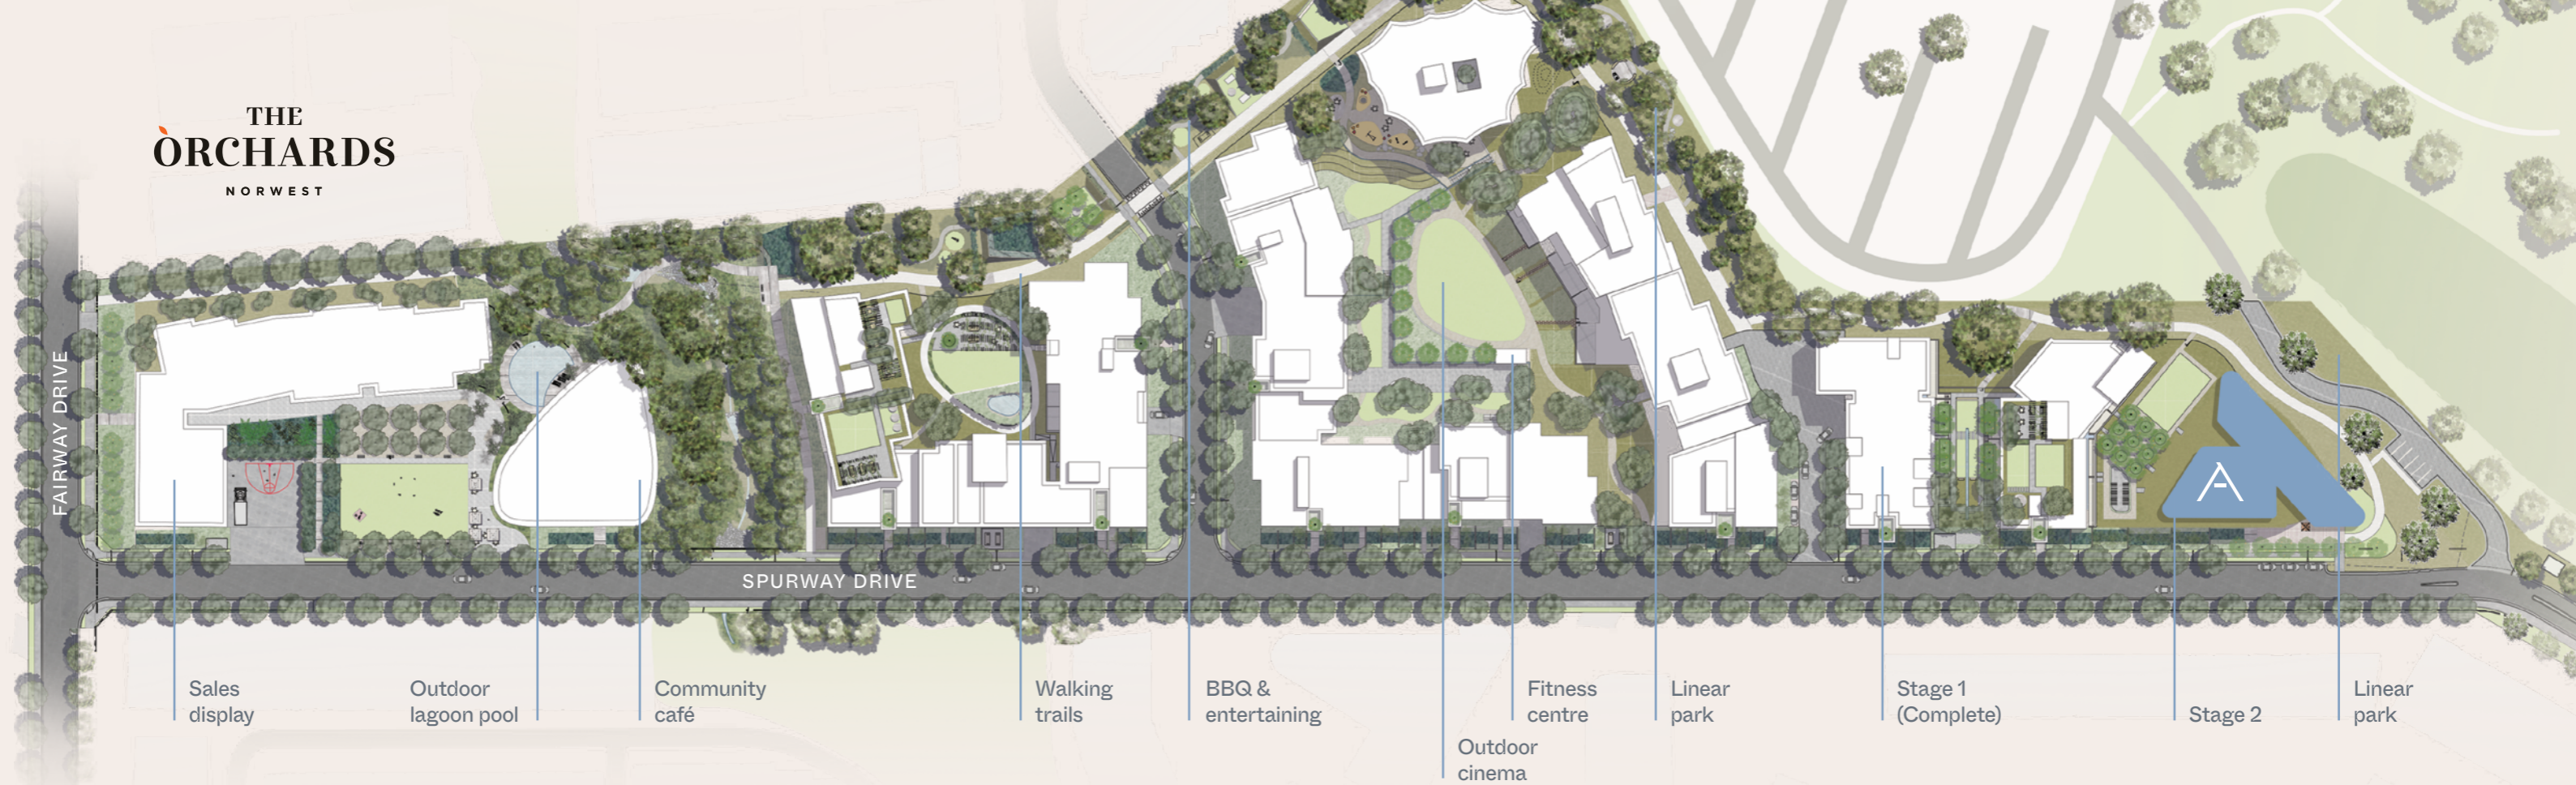 THE
ORCHARDS
NORWEST
FAIRWAY DRIVE
SPURWAY DRIVE
Sales
display
Outdoor
lagoon pool
Community
café
Walking
trails
BBQ &
entertaining
Outdoor
cinema
Fitness
centre
Linear
park
Stage 1
(Complete)
Stage 2
Linear
park